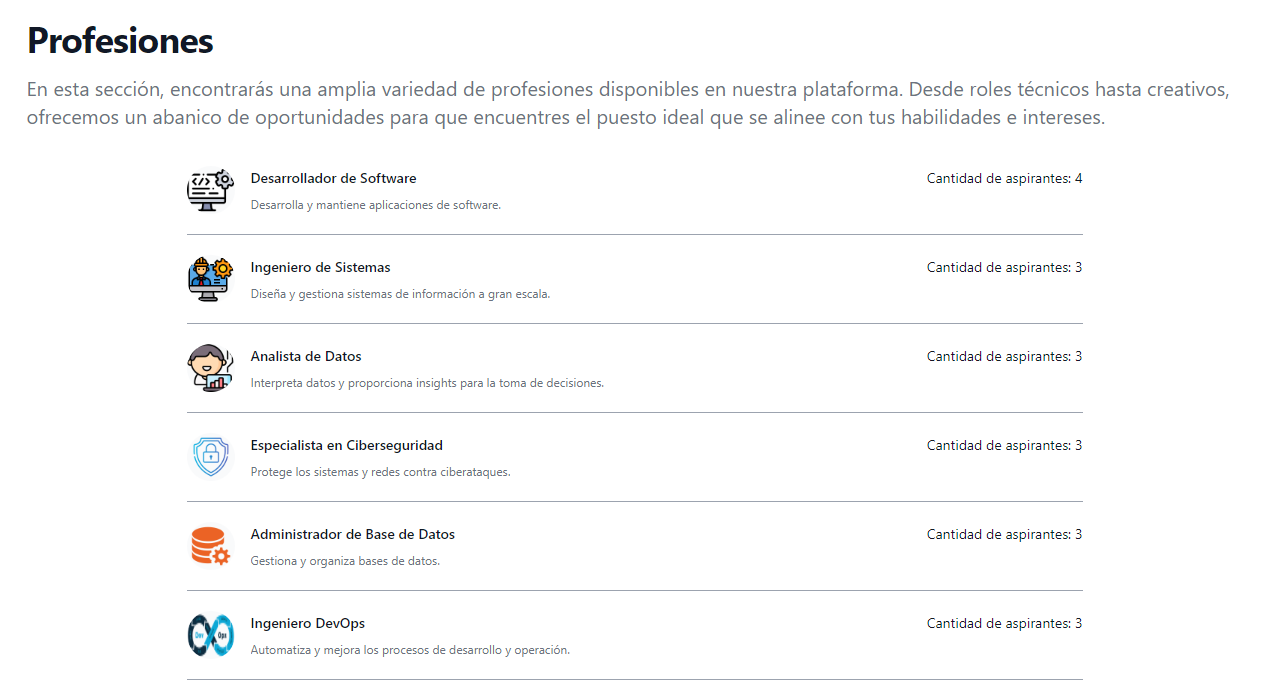 Profesiones
En esta sección, encontrarás una amplia variedad de profesiones disponibles en nuestra plataforma. Desde roles técnicos hasta creativos,
ofrecemos un abanico de oportunidades para que encuentres el puesto ideal que se alinee con tus habilidades e intereses.
Desarrollador de Software
Cantidad de aspirantes: 4
Desarrolla y mantiene aplicaciones de software.
Ingeniero de Sistemas
Cantidad de aspirantes: 3
Diseña y gestiona sistemas de información a gran escala.
Analista de Datos
Cantidad de aspirantes: 3
Interpreta datos y proporciona insights para la toma de decisiones.
Especialista en Ciberseguridad
Cantidad de aspirantes: 3
Protege los sistemas y redes contra ciberataques.
Administrador de Base de Datos
Cantidad de aspirantes: 3
Gestiona y organiza bases de datos.
Dev Ops
Ingeniero DevOps
Cantidad de aspirantes: 3
Automatiza y mejora los procesos de desarrollo y operación.